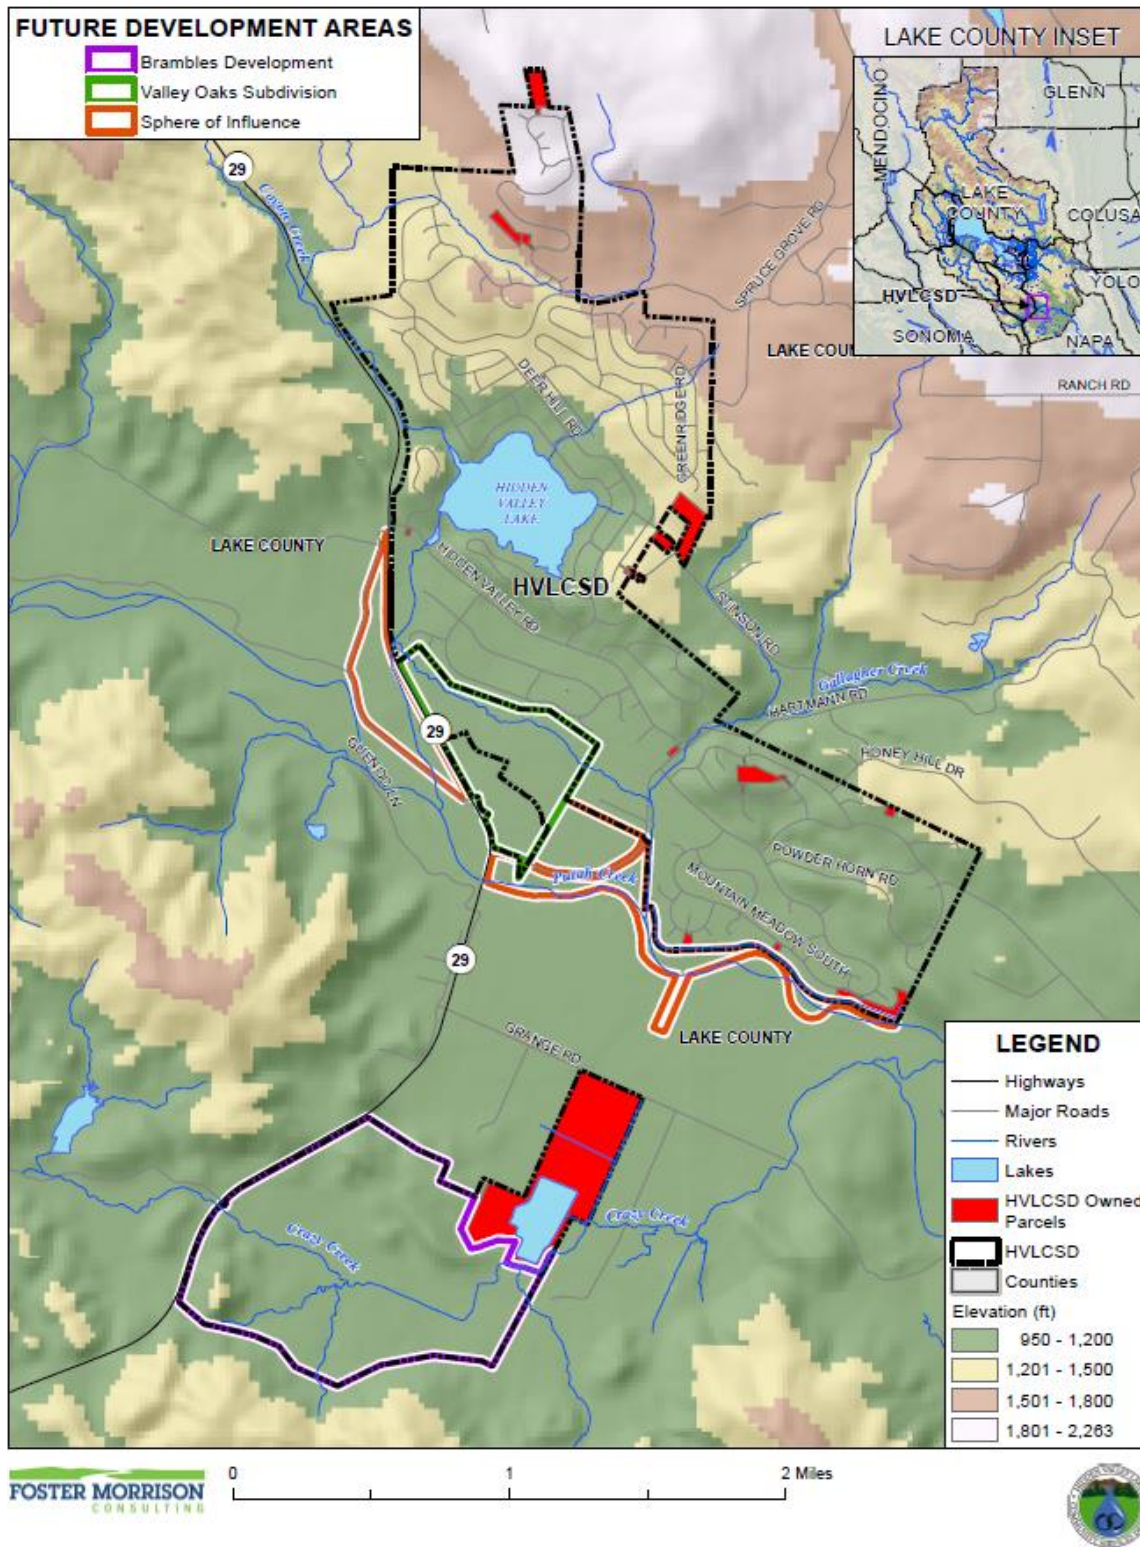 FUTURE DEVELOPMENT AREAS
Brambles Development
Valley Oaks Subdivision
Sphere of Influence
LAKE COUNTY INSET
GLENN
MENDOCINO
LAKE
COUNTY
COLUSA
YOLO
HVLCSD
SONOMA
NAPA
29
Coyote Creek
SPRUCE GROVE RD
LAKE COUN
RANCH RD
DEER HILL RD
GREENRIDGE RD
HIDDEN
VALLEY
LAKE
LAKE COUNTY
HIDDEN VALLEY RD
HVLCSD
STINSON RD
Gallagher Creek
HARTMANN RD
29
GUENOC
HONEY HILL DR
POWDER HORN RD
Putah Creek
MOUNTAIN MEADOW SOUTH
29
LAKE COUNTY
GRANGE RD
Crazy Creek
Crazy Creek
LEGEND
Highways
Major Roads
Rivers
Lakes
HVLCSD Owned
Parcels
HVLCSD
Counties
Elevation (ft)
950 - 1,200
1,201 - 1,500
1,501 - 1,800
1,801 - 2,263
FOSTER MORRISON
CONSULTING
0 1 2 Miles